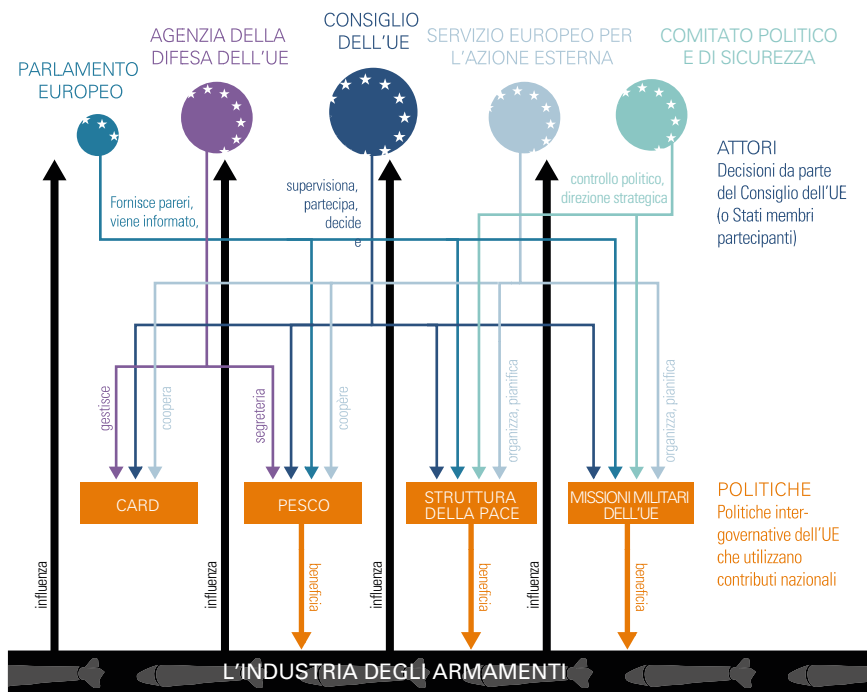 PARLAMENTO
EUROPEO
AGENZIA DELLA
DIFESA DELL'UE
CONSIGLIO
DELL'UE
SERVIZIO EUROPEO PER
L'AZIONE ESTERNA
COMITATO POLITICO
E DI SICUREZZA
ATTORI
Decisioni da parte
del Consiglio dell'UE
(o Stati membri
partecipanti)
Fornisce pareri,
viene informato,
supervisiona,
partecipa,
decide
e
controllo politico,
direzione strategica
gestisce
coopera
segreteria
coopère
organizza, pianifica
organizza, pianifica
CARD
PESCO
STRUTTURA
DELLA PACE
MISSIONI MILITARI
DELL'UE
POLITICHE
Politiche inter-
governative dell'UE
che utilizzano
contributi nazionali
influenza
influenza
beneficia
influenza
beneficia
influenza
beneficia
L'INDUSTRIA DEGLI ARMAMENTI